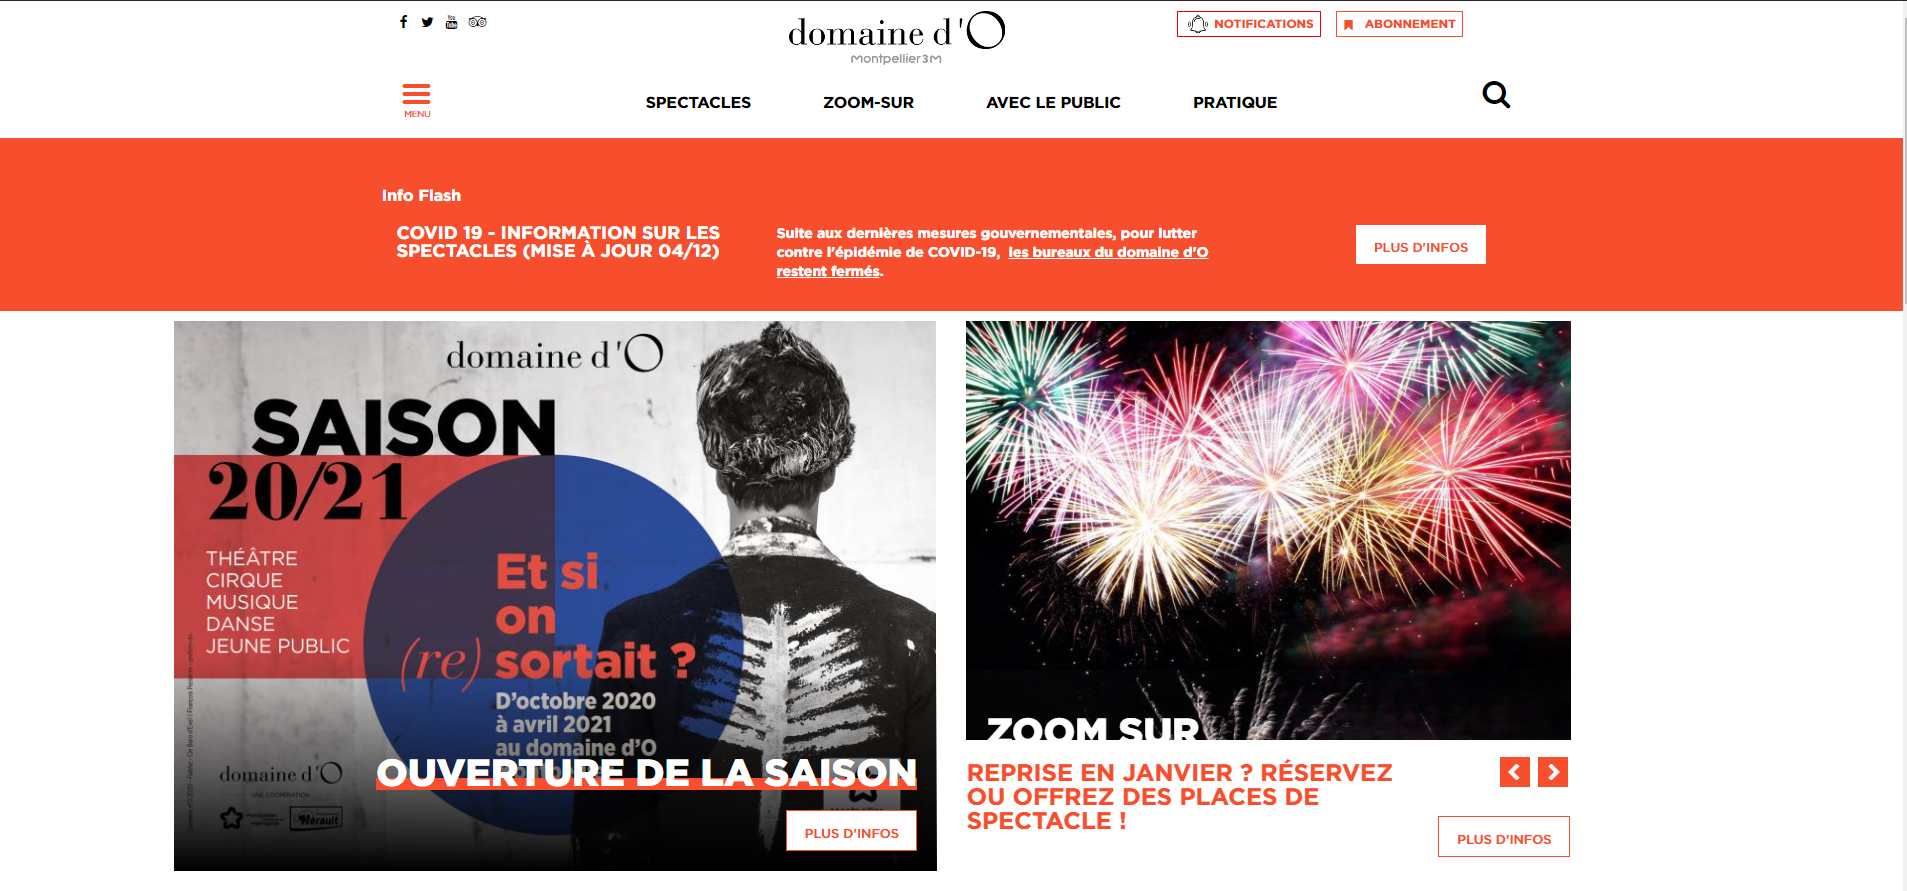 domaine d'O
Montpellier3M
NOTIFICATIONS
ABONNEMENT
MENU
SPECTACLES
ZOOM-SUR
AVEC LE PUBLIC
PRATIQUE
Info Flash
COVID 19 - INFORMATION SUR LES
SPECTACLES (MISE À JOUR 04/12)
Suite aux dernières mesures gouvernementales, pour lutter
contre l'épidémie de COVID-19, les bureaux du domaine d'O
restent fermés.
PLUS D'INFOS
domaine d'O
SAISON
20/21
THÉÂTRE
CIRQUE
MUSIQUE
DANSE
JEUNE PUBLIC
Et si
on
(re) sortait ?
D'octobre 2020
à avril 2021
au domaine d'O
OUVERTURE DE LA SAISON
domaine d'O
UNE COOPÉRATION
Hérault
PLUS D'INFOS
ZOOM SUR
REPRISE EN JANVIER ? RÉSERVEZ
OU OFFREZ DES PLACES DE
SPECTACLE !
PLUS D'INFOS